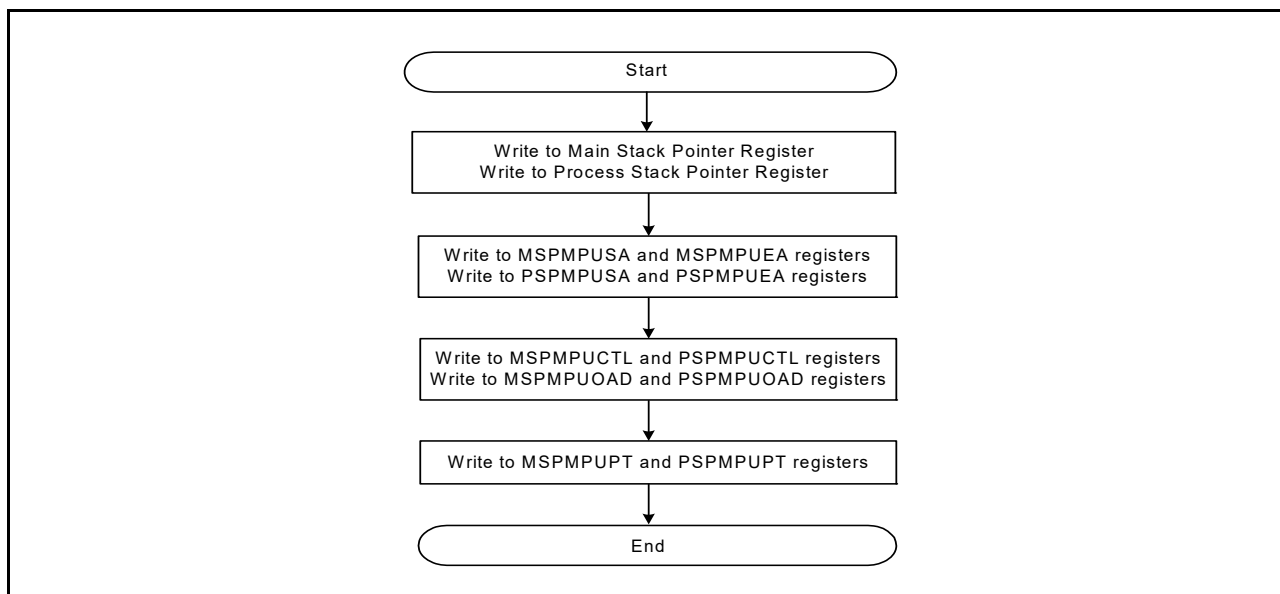 Start
Write to Main Stack Pointer Register
Write to Process Stack Pointer Register
Write to MSPMPUSA and MSPMPUEA registers
Write to PSPMPUSA and PSPMPUEA registers
Write to MSPMPUCTL and PSPMPUCTL registers
Write to MSPMPUOAD and PSPMPUOAD registers
Write to MSPMPUPT and PSPMPUPT registers
End